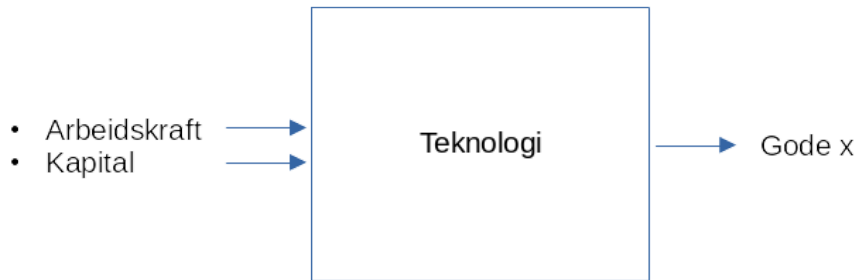 • Arbeidskraft
• Kapital
Teknologi
Gode x